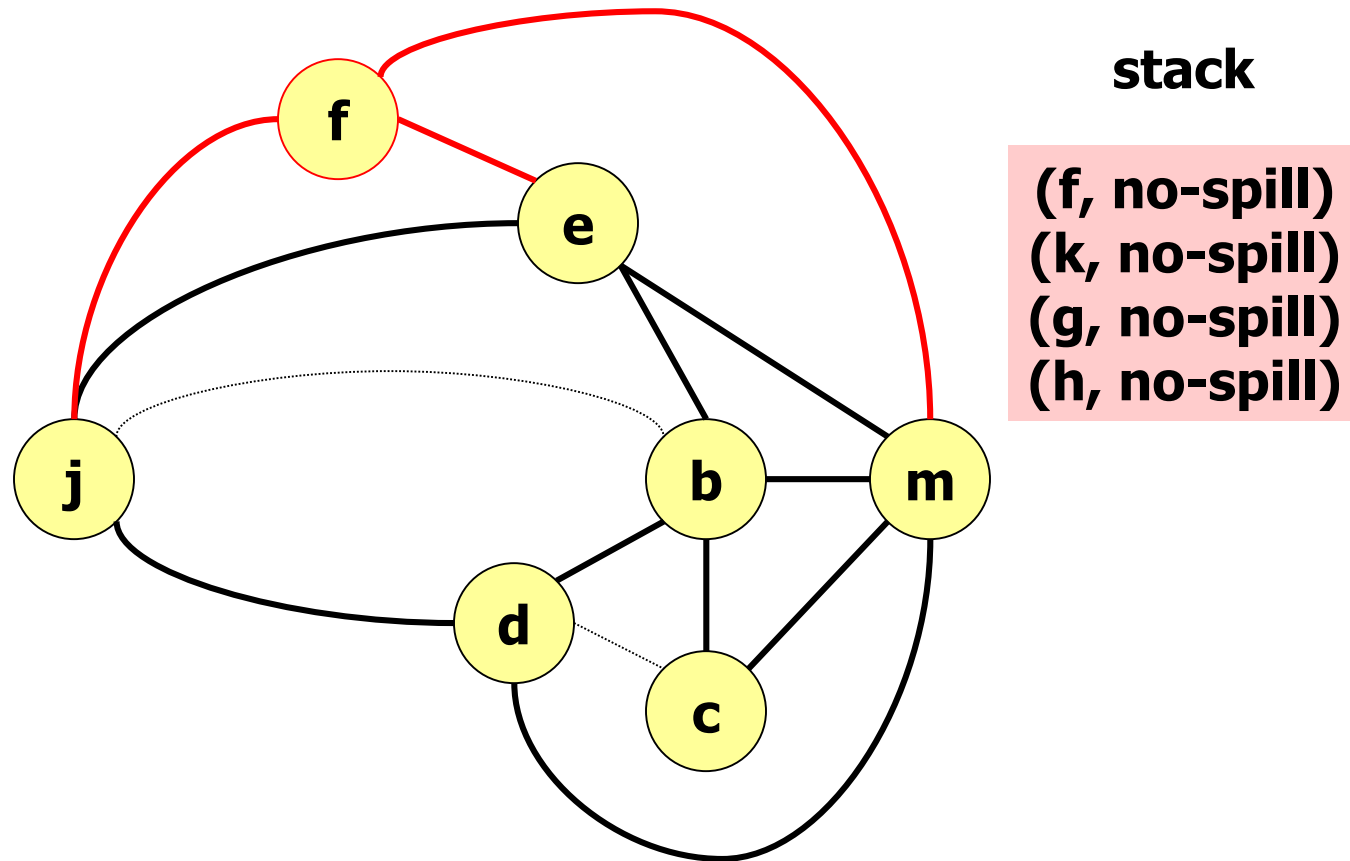 stack
f
(f, no-spill)
e
(k, no-spill)
(g, no-spill)
(h, no-spill)
j
b
m
d
c